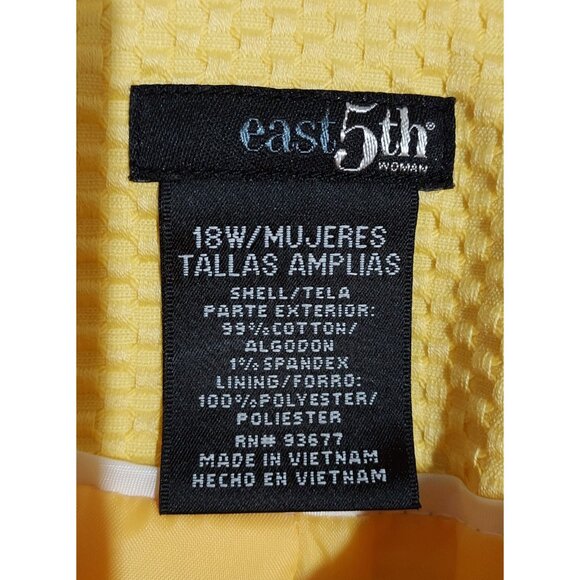 east5th®
WOMAN
18W/MUJERES
TALLAS AMPLIAS
SHELL/TELA
PARTE EXTERIOR:
99%COTTON/
ALGODON
1%SPANDEX
LINING/FORRO:
100%POLYESTER/
POLIESTER
RN# 93677
MADE IN VIETNAM
HECHO EN VIETNAM